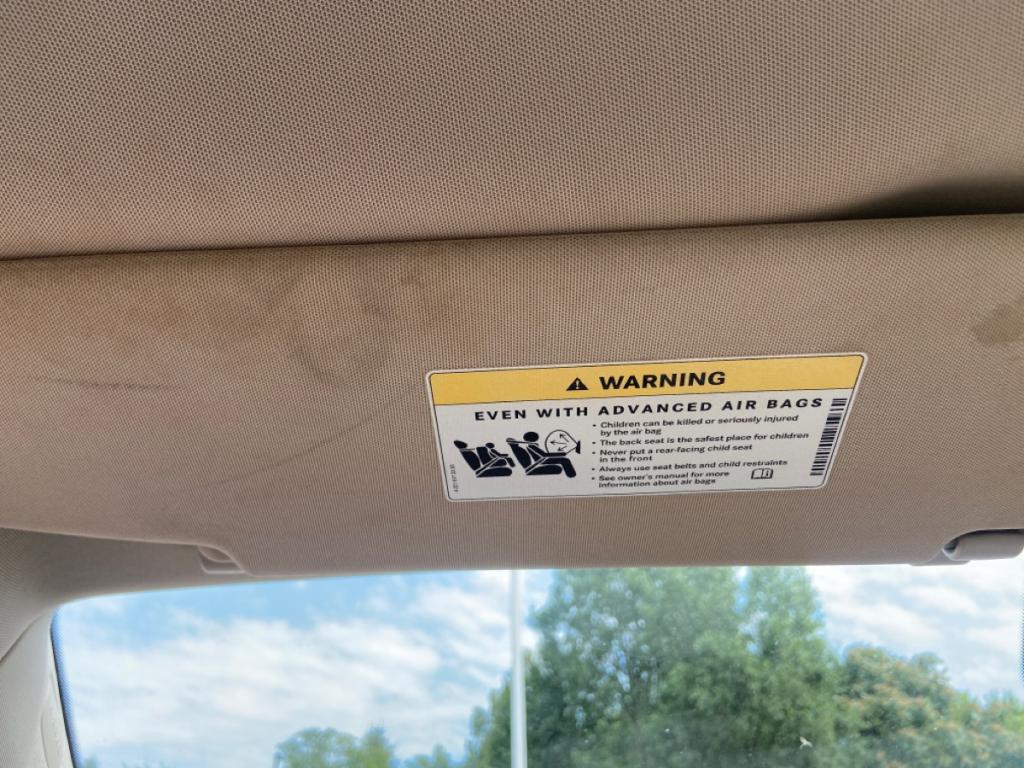 WARNING
EVEN WITH ADVANCED AIR BAGS
• Children can be killed or seriously injured
by the air bag
• The back seat is the safest place for children
• Never put a rear-facing child seat
in the front
• Always use seat belts and child restraints
• See owner's manual for more
information about air bags